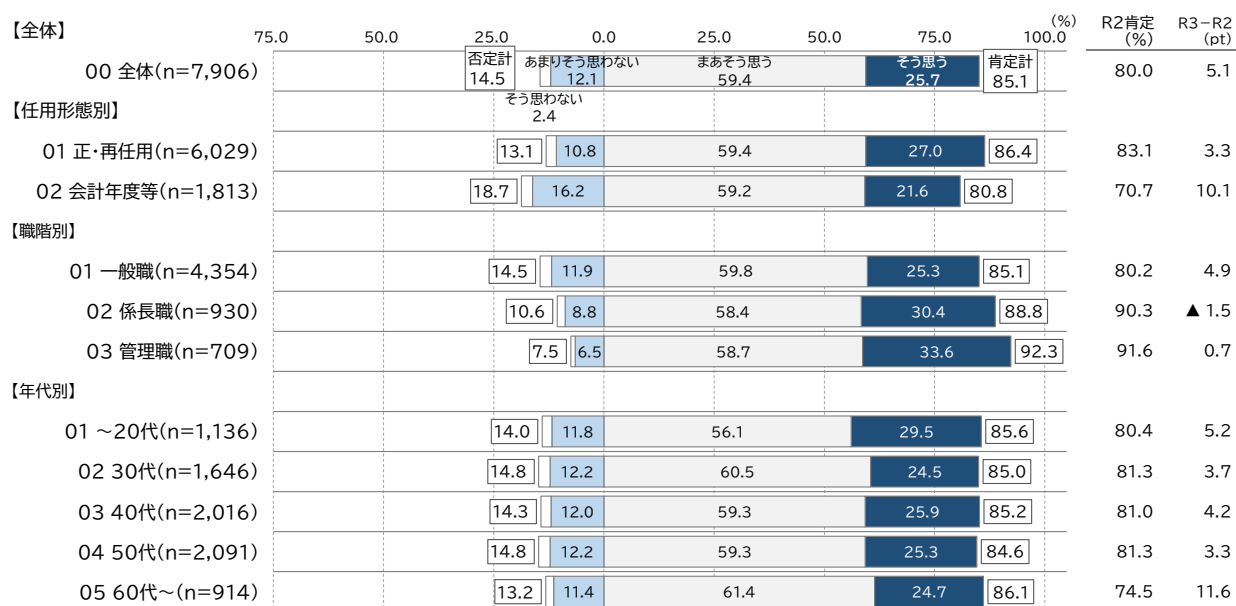 【全体】
(%)
R2肯定 (%)
R3−R2 (pt)
75.0 50.0 25.0 0.0 25.0 50.0 75.0 100.0
00 全体(n=7,906) 否定計 14.5 あまりそう思わない 12.1 まあそう思う 59.4 そう思う 25.7 肯定計 85.1 80.0 5.1
そう思わない
2.4
【任用形態別】
01 正・再任用(n=6,029) 13.1 10.8 59.4 27.0 86.4 83.1 3.3
02 会計年度等(n=1,813) 18.7 16.2 59.2 21.6 80.8 70.7 10.1
【職階別】
01 一般職(n=4,354) 14.5 11.9 59.8 25.3 85.1 80.2 4.9
02 係長職(n=930) 10.6 8.8 58.4 30.4 88.8 90.3 ▲ 1.5
03 管理職(n=709) 7.5 6.5 58.7 33.6 92.3 91.6 0.7
【年代別】
01 ～20代(n=1,136) 14.0 11.8 56.1 29.5 85.6 80.4 5.2
02 30代(n=1,646) 14.8 12.2 60.5 24.5 85.0 81.3 3.7
03 40代(n=2,016) 14.3 12.0 59.3 25.9 85.2 81.0 4.2
04 50代(n=2,091) 14.8 12.2 59.3 25.3 84.6 81.3 3.3
05 60代～(n=914) 13.2 11.4 61.4 24.7 86.1 74.5 11.6